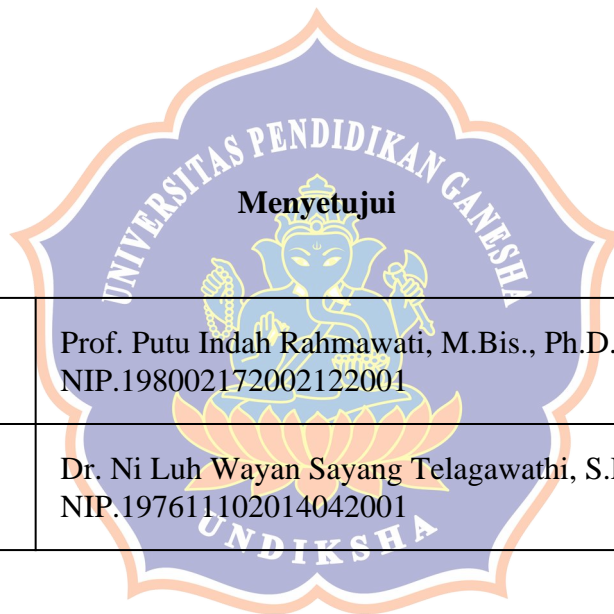 UNIVERSITAS PENDIDIKAN GANESHA
Menyetujui
Prof. Putu Indah Rahmawati, M.Bis., Ph.D.
NIP.198002172002122001
Dr. Ni Luh Wayan Sayang Telagawathi, S.
NIP.197611102014042001
UNDIKSHA